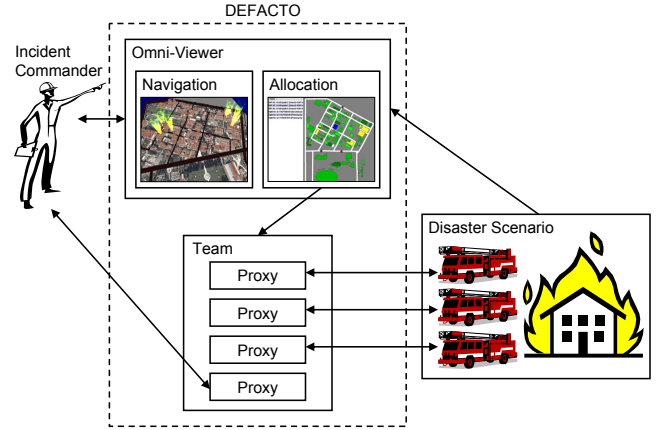 DEFACTO
Incident
Commander
Omni-Viewer
Navigation
Allocation
Team
Proxy
Proxy
Proxy
Proxy
Disaster Scenario